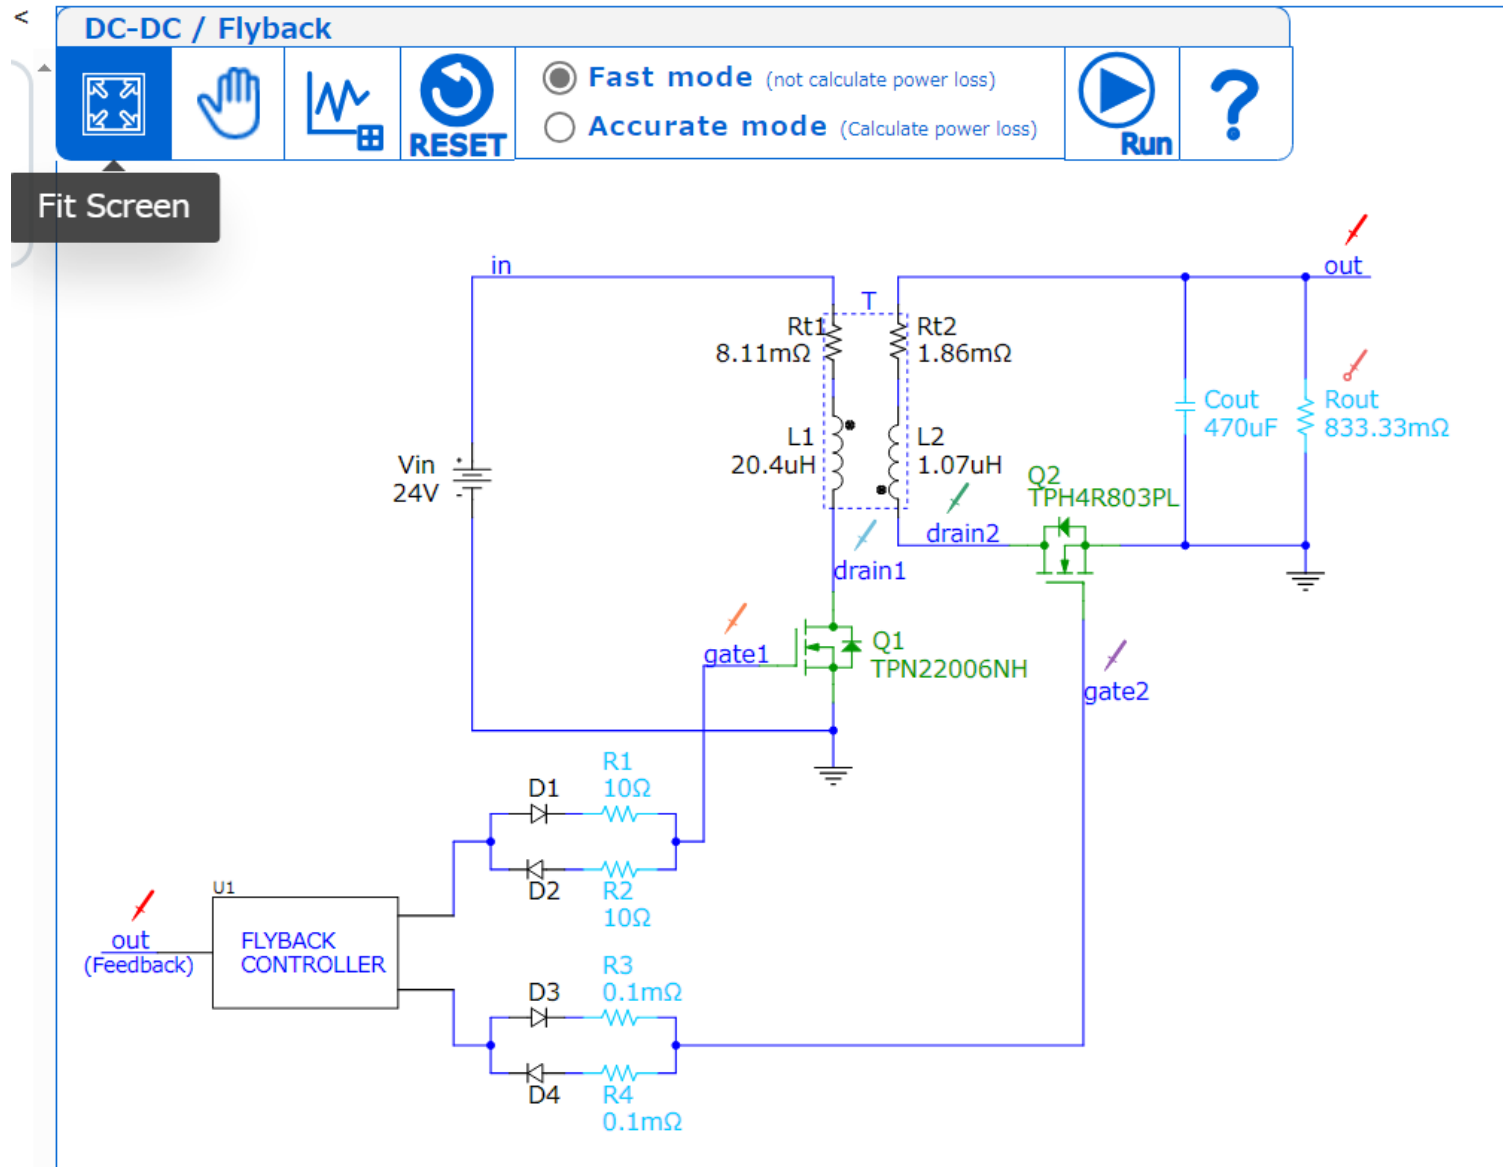 <
DC-DC / Flyback
Fast mode (not calculate power loss)
Accurate mode (Calculate power loss)
RESET
Run
?
Fit Screen
in
out
T
Rt1
8.11mΩ
Rt2
1.86mΩ
Cout
470uF
Rout
833.33mΩ
L1
20.4uH
L2
1.07uH
Vin
24V
+
-
Q2
TPH4R803PL
drain2
drain1
gate1
Q1
TPN22006NH
gate2
R1
10Ω
D1
D2
R2
10Ω
U1
out
(Feedback)
FLYBACK
CONTROLLER
R3
0.1mΩ
D3
D4
R4
0.1mΩ